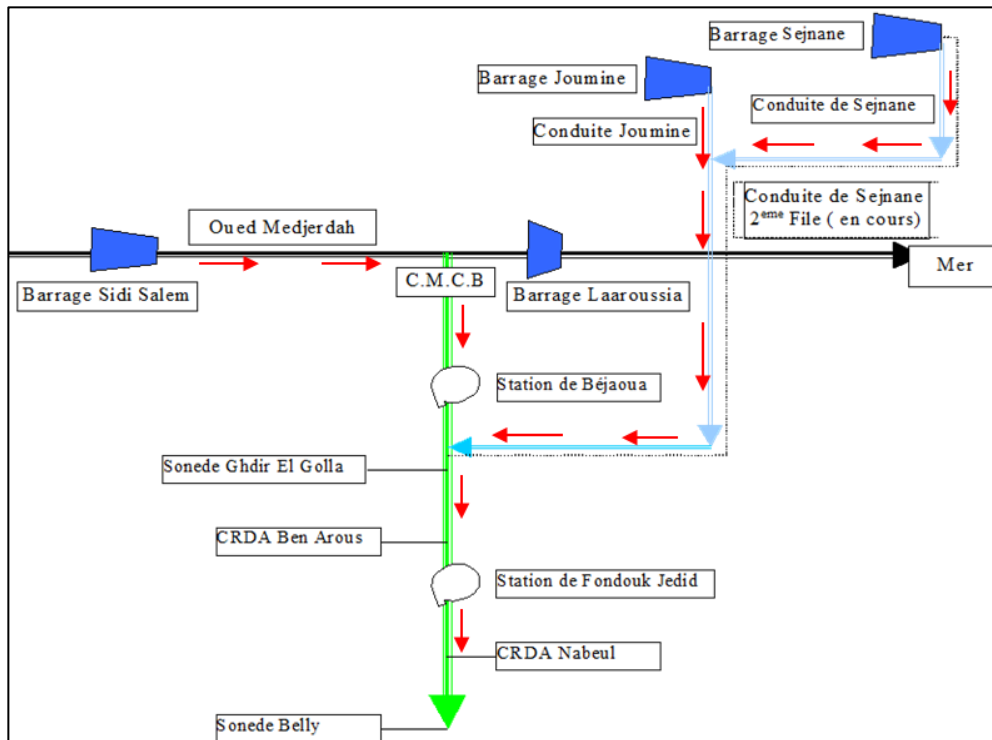 Barrage Sejnane
Barrage Joumine
Conduite de Sejnane
Conduite Joumine
Conduite de Sejnane
2eme File ( en cours)
Oued Medjerdah
Mer
C.M.C.B
Barrage Sidi Salem
Barrage Laaroussia
Station de Béjaoua
Sonede Ghdir El Golla
CRDA Ben Arous
Station de Fondouk Jedid
CRDA Nabeul
Sonede Belly